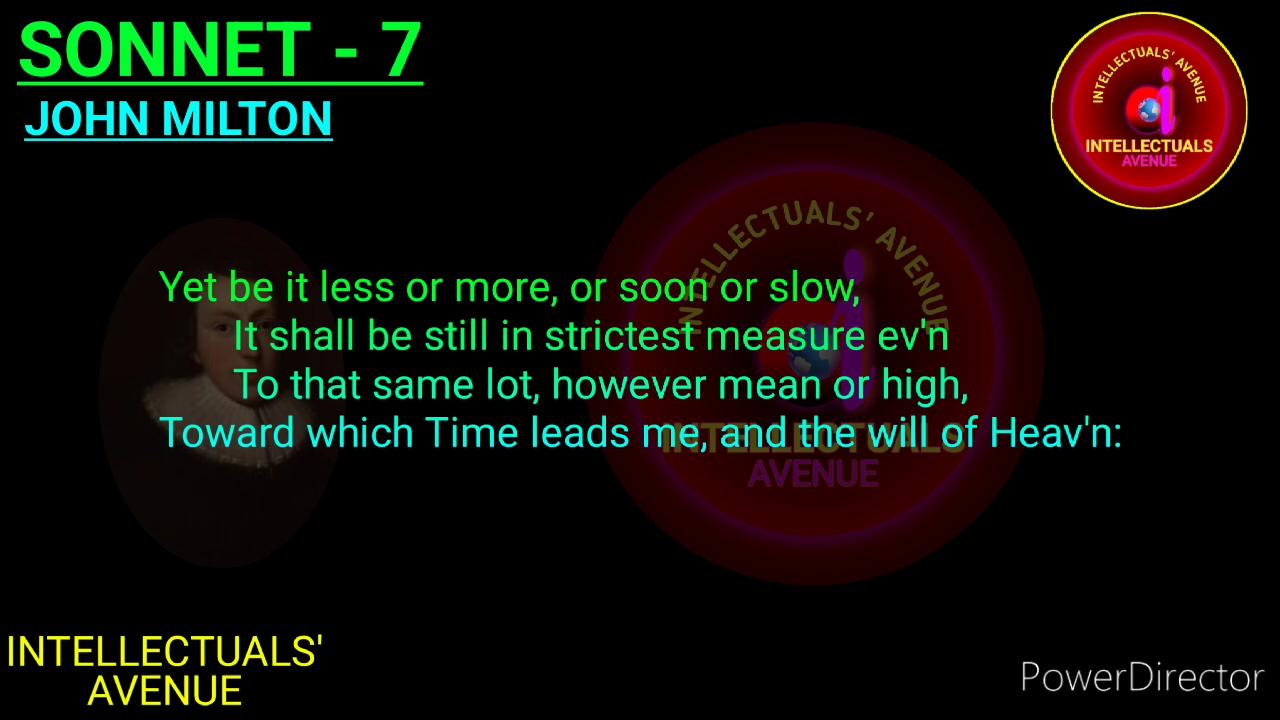 SONNET - 7
JOHN MILTON
INTELLECTUALS' AVENUE
INTELLECTUALS
AVENUE
INTELLECTUALS' AVENUE
Yet be it less or more, or soon or slow,
It shall be still in strictest measure ev'n
To that same lot, however mean or high,
Toward which Time leads me, and the will of Heav'n:
INTELLECTUALS
AVENUE
INTELLECTUALS'
AVENUE
PowerDirector